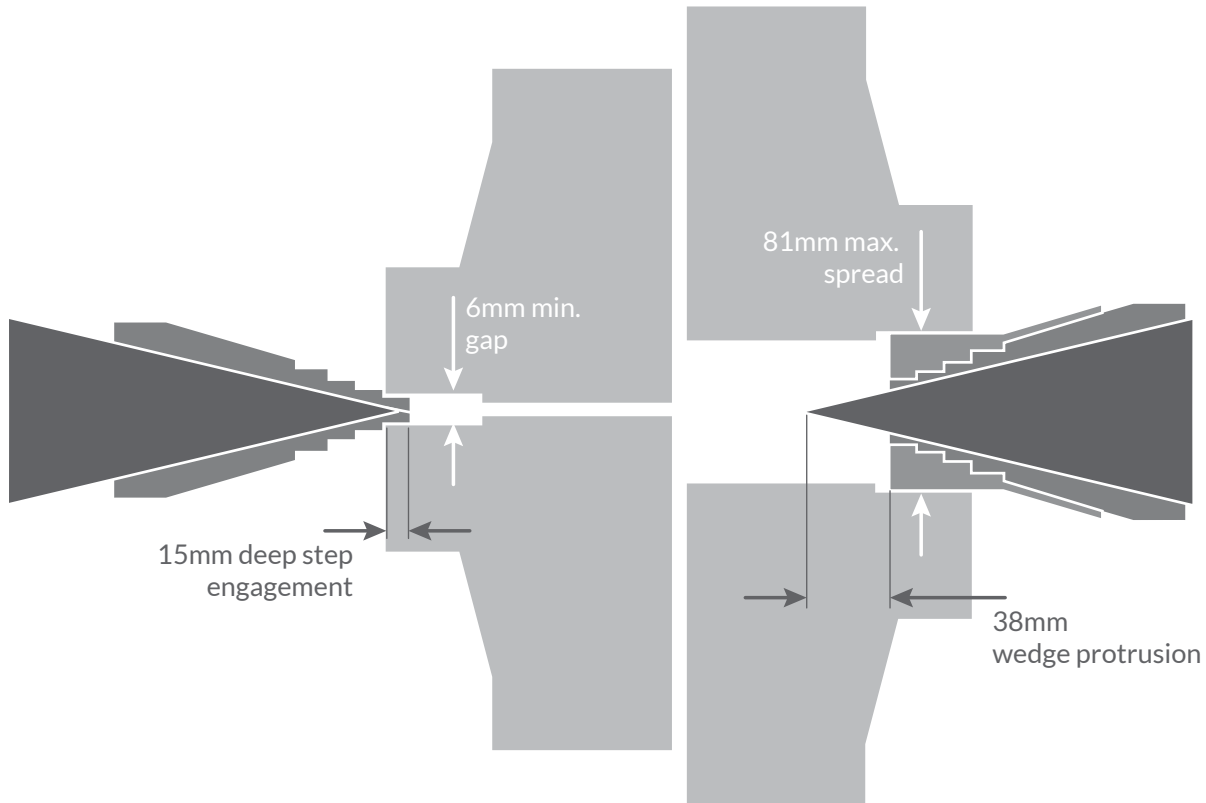 81mm max.
spread
6mm min.
gap
15mm deep step
engagement
38mm
wedge protrusion